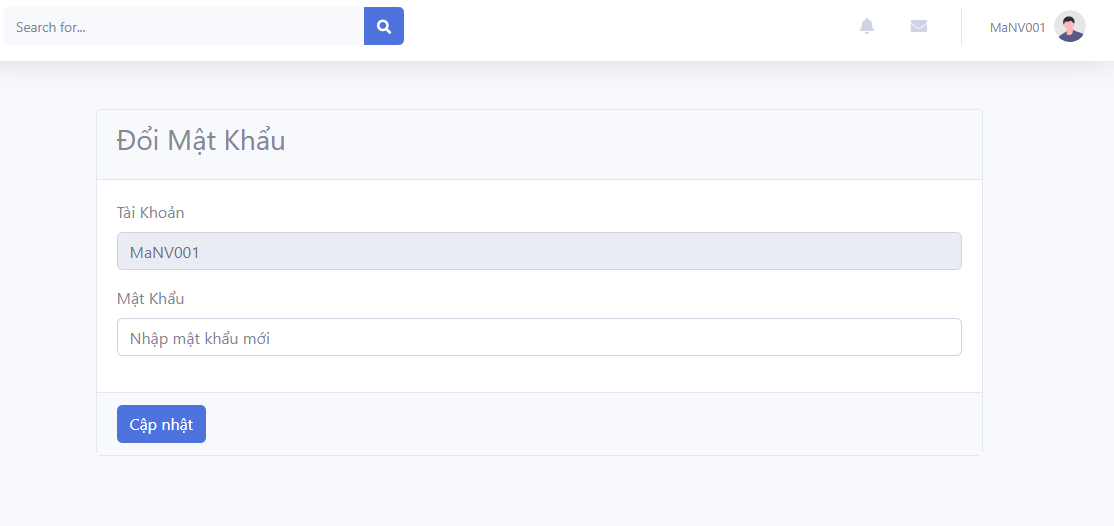 Search for...
MaNV001
Đổi Mật Khẩu
Tài Khoản
MaNV001
Mật Khẩu
Nhập mật khẩu mới
Cập nhật